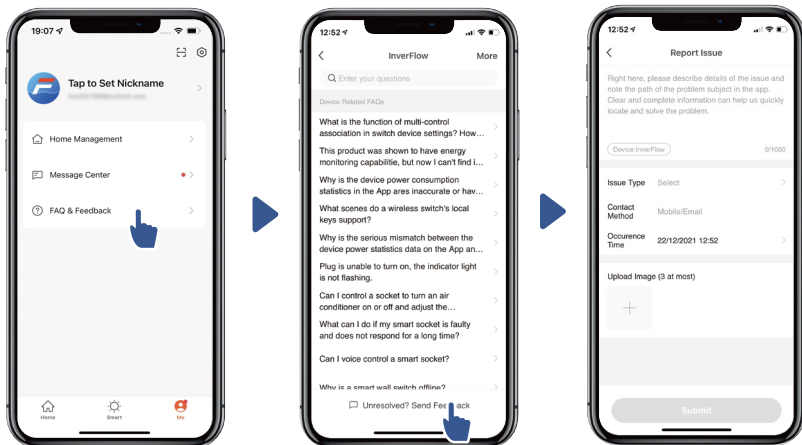 19:07
Tap to Set Nickname
Home Management
Message Center
FAQ & Feedback
Home
Smart
Me
12:52
InverFlow
More
Enter your questions
Device Related FAQs
What is the function of multi-control
association in switch device settings? How...
This product was shown to have energy
monitoring capabilitie, but now I can't find i...
Why is the device power consumption
statistics in the App ares inaccurate or hav...
What scenes do a wireless switch's local
keys support?
Why is the serious mismatch between the
device power statistics data on the App an...
Plug is unable to turn on, the indicator light
is not flashing.
Can I control a socket to turn an air
conditioner on or off and adjust the...
What can I do if my smart socket is faulty
and does not respond for a long time?
Can I voice control a smart socket?
Why is a smart wall switch offline?
Unresolved? Send Feedback
12:52
Report Issue
Right here, please describe details of the issue and
note the path of the problem subject in the app.
Clear and complete information can help us quickly
locate and solve the problem.
Device:InverFlow
0/1000
Issue Type
Select
Contact
Method
Mobile/Email
Occurence
Time
22/12/2021 12:52
Upload Image (3 at most)
Submit